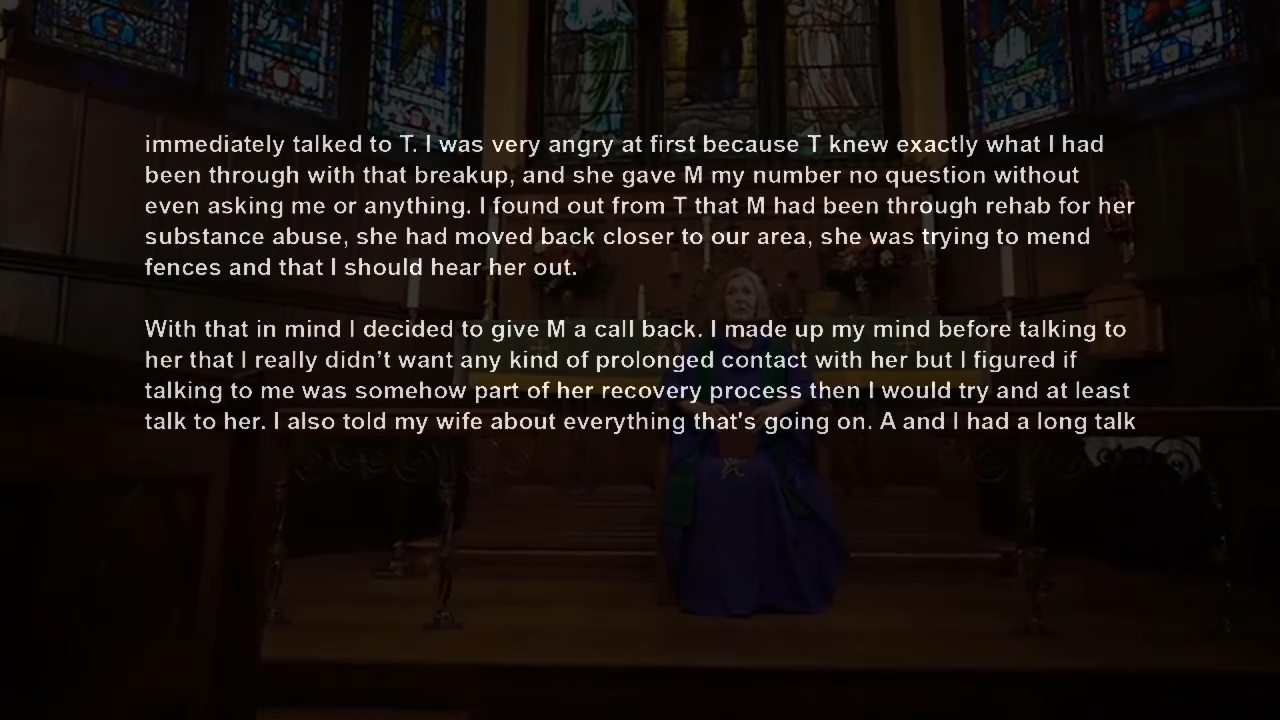 immediately talked to T. I was very angry at first because T knew exactly what I had
been through with that breakup, and she gave M my number no question without
even asking me or anything. I found out from T that M had been through rehab for her
substance abuse, she had moved back closer to our area, she was trying to mend
fences and that I should hear her out.
With that in mind I decided to give M a call back. I made up my mind before talking to
her that I really didn’t want any kind of prolonged contact with her but I figured if
talking to me was somehow part of her recovery process then I would try and at least
talk to her. I also told my wife about everything that's going on. A and I had a long talk